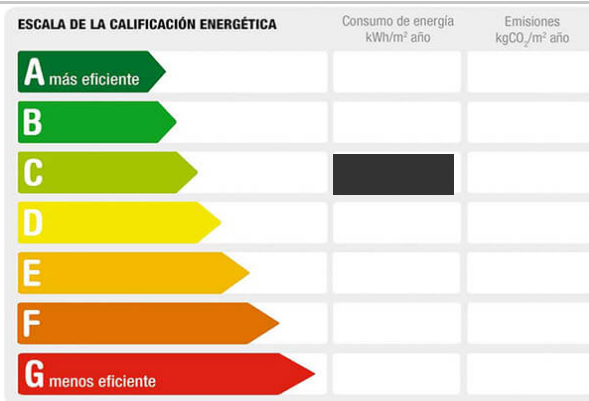 ESCALA DE LA CALIFICACIÓN ENERGÉTICA
Consumo de energía
kWh/m² año
Emisiones
kgCO₂/m² año
A más eficiente
B
C
D
E
F
G menos eficiente